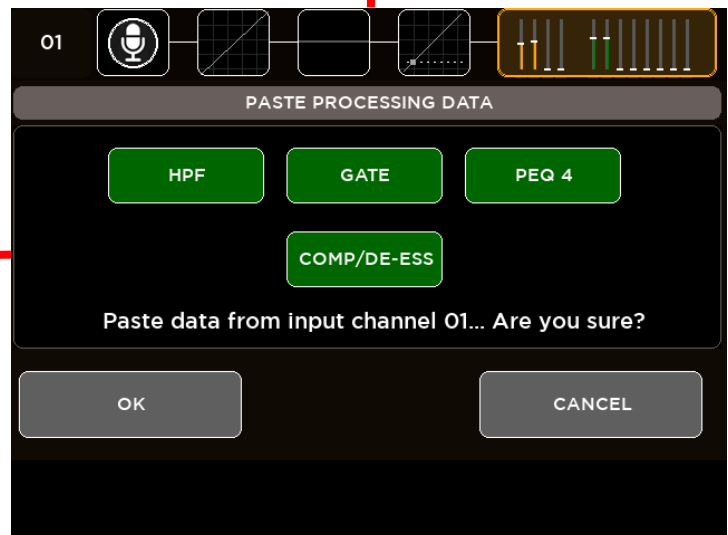 01
PASTE PROCESSING DATA
HPF GATE PEQ 4
COMP/DE-ESS
Paste data from input channel 01... Are you sure?
OK CANCEL